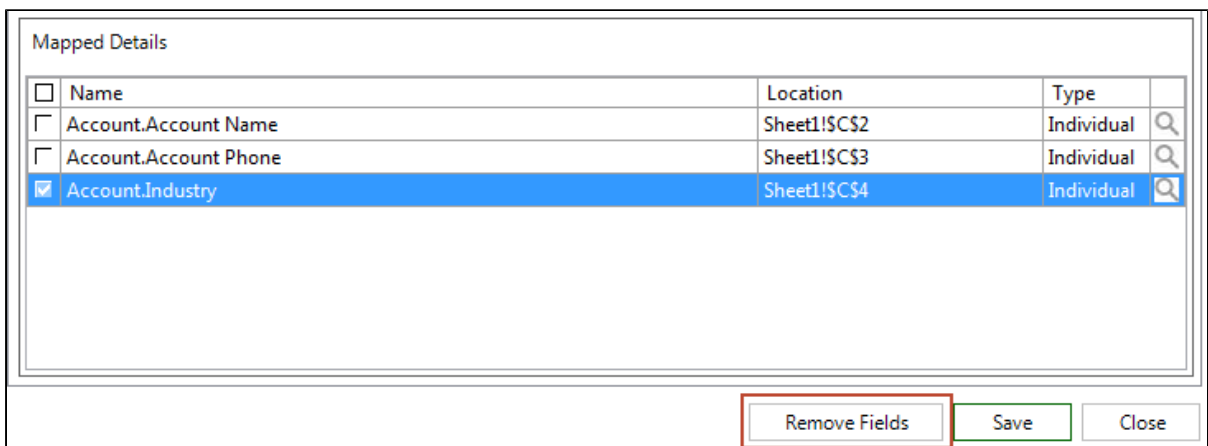 Mapped Details
Name Location Type
Account.Account Name Sheet1!$C$2 Individual
Account.Account Phone Sheet1!$C$3 Individual
Account.Industry Sheet1!$C$4 Individual
Remove Fields Save Close